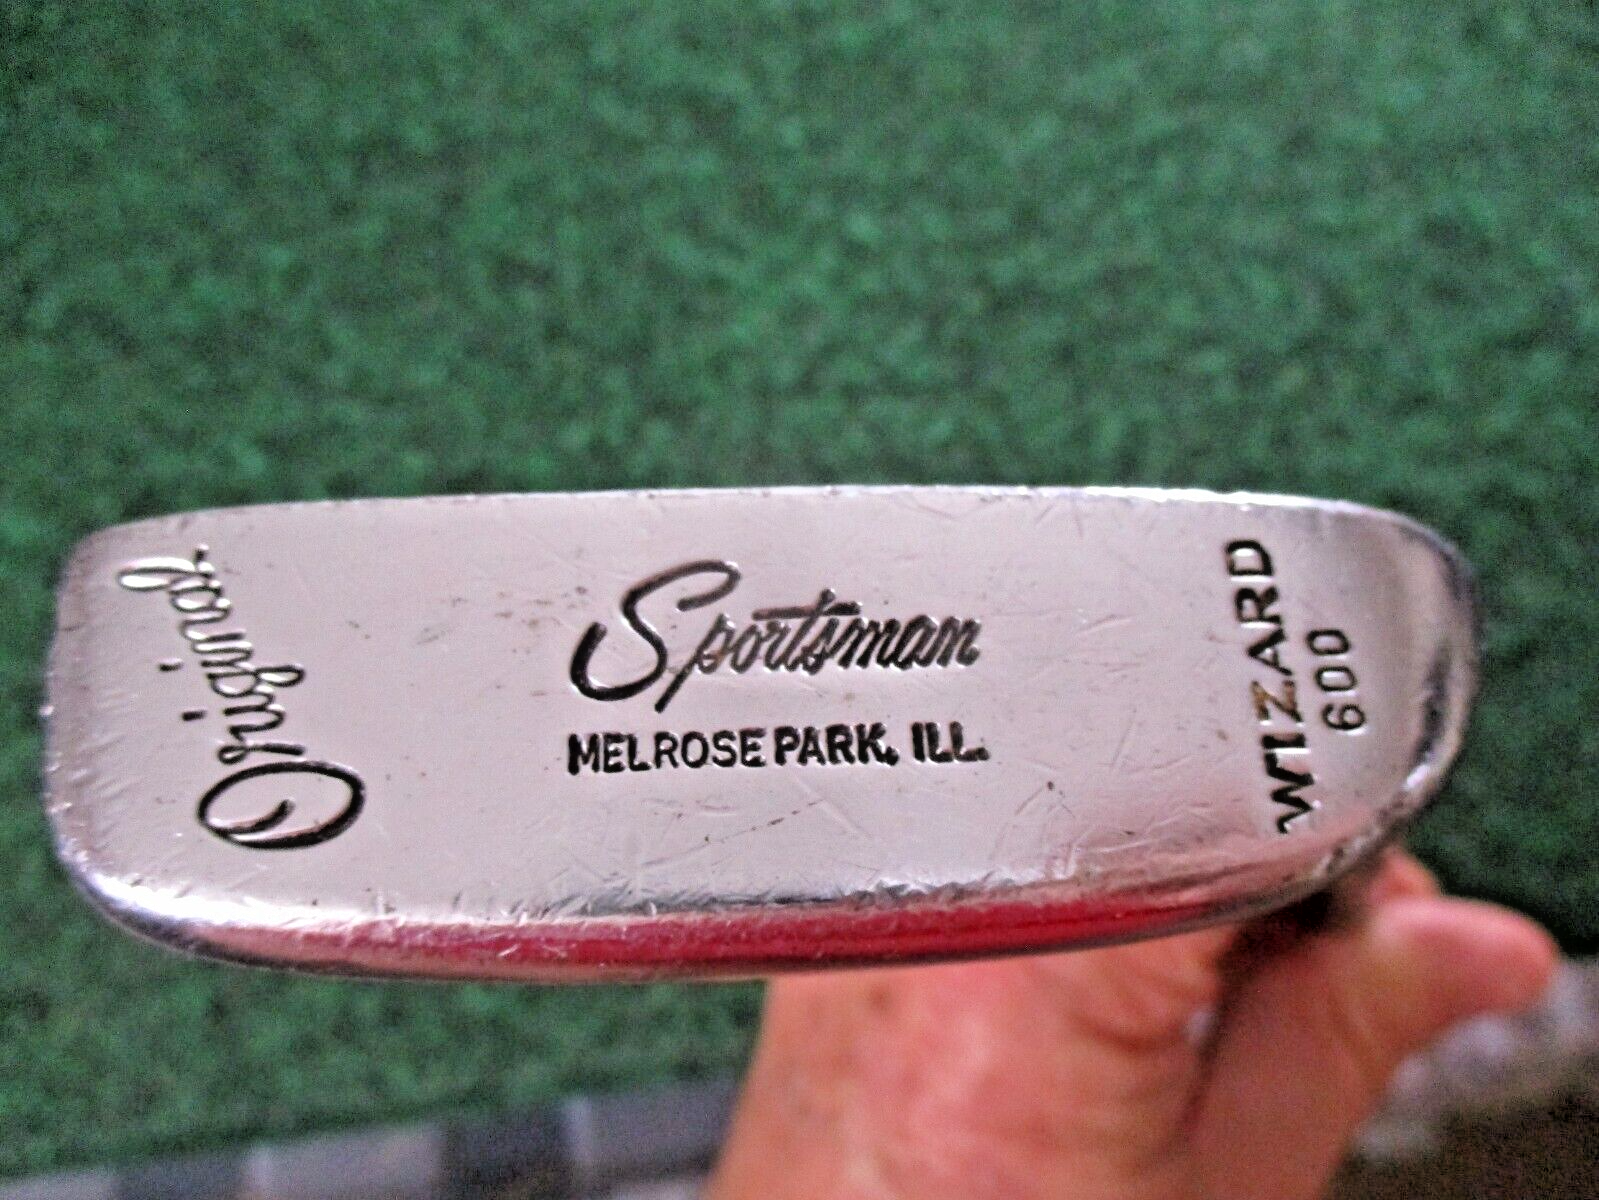 Original
Sportsman
MELROSE PARK, ILL.
WIZARD
600